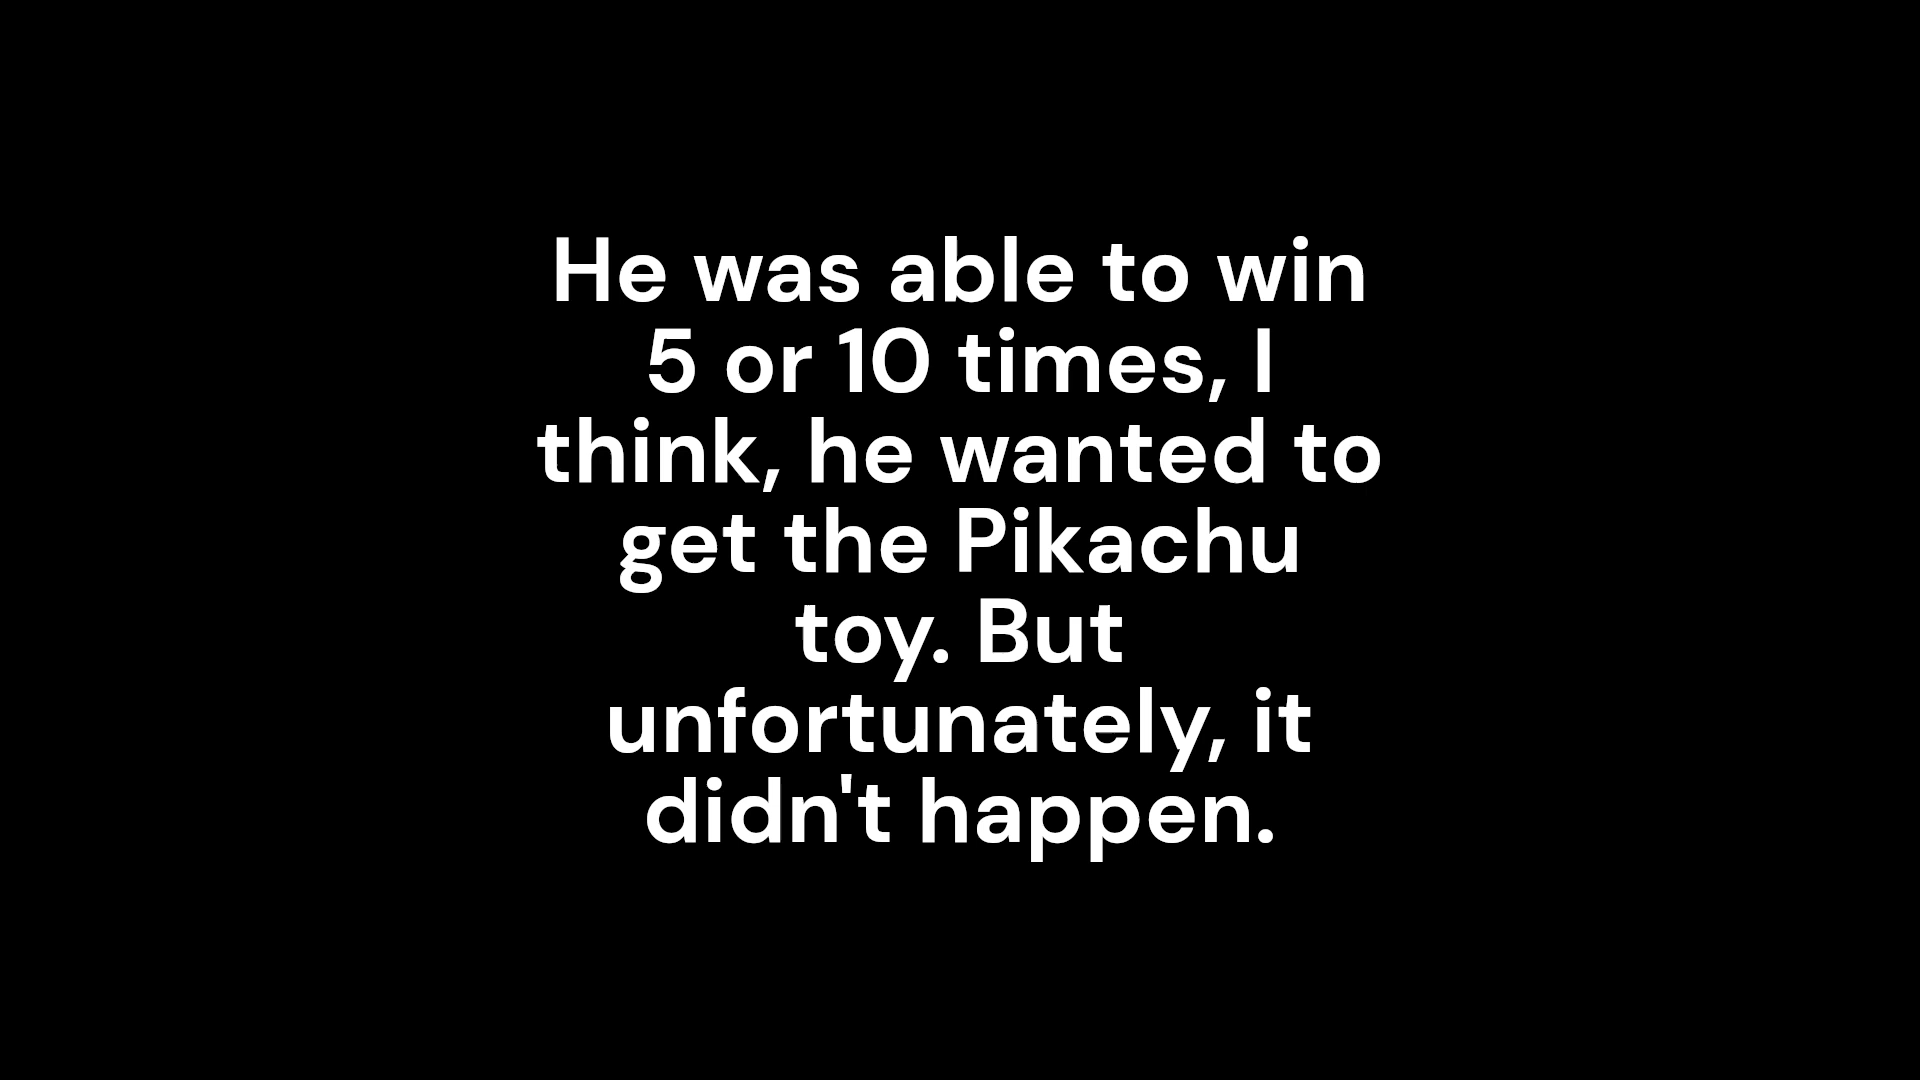 He was able to win
5 or 10 times, I
think, he wanted to
get the Pikachu
toy. But
unfortunately, it
didn't happen.